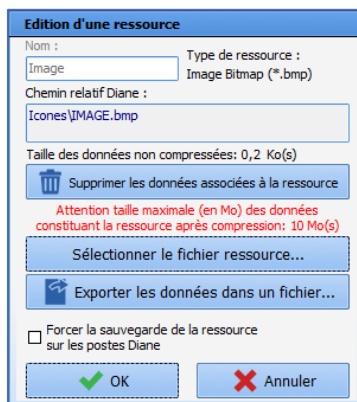 Edition d'une ressource
Nom :
Image
Type de ressource :
Image Bitmap (*.bmp)
Chemin relatif Diane :
Icones\IMAGE.bmp
Taille des données non compressées: 0,2 Ko(s)
Supprimer les données associées à la ressource
Attention taille maximale (en Mo) des données
constituant la ressource après compression: 10 Mo(s)
Sélectionner le fichier ressource...
Exporter les données dans un fichier...
Forcer la sauvegarde de la ressource
sur les postes Diane
OK
Annuler